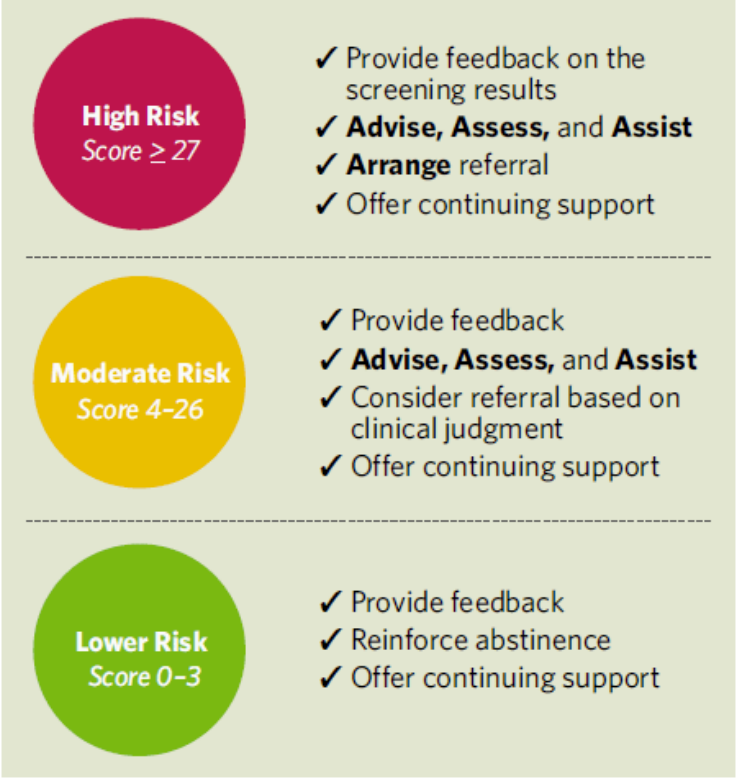 High Risk
Score ≥ 27
✓ Provide feedback on the
screening results
✓ Advise, Assess, and Assist
✓ Arrange referral
✓ Offer continuing support
Moderate Risk
Score 4–26
✓ Provide feedback
✓ Advise, Assess, and Assist
✓ Consider referral based on
clinical judgment
✓ Offer continuing support
Lower Risk
Score 0–3
✓ Provide feedback
✓ Reinforce abstinence
✓ Offer continuing support